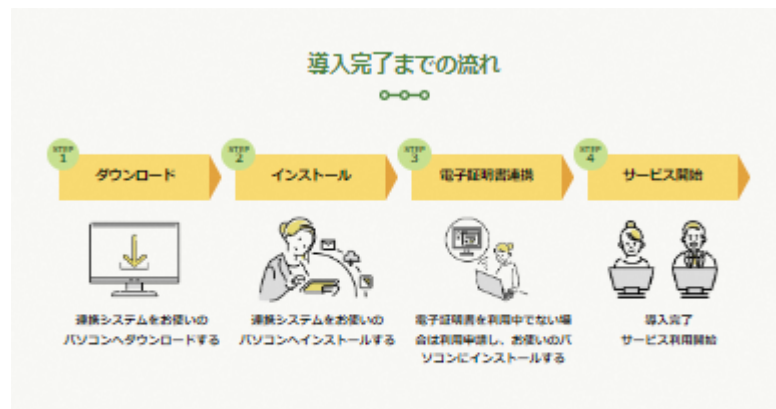 導入完了までの流れ
STEP
1
ダウンロード
STEP
2
インストール
STEP
3
電子証明書連携
STEP
4
サービス開始
連携システムをお使いの
パソコンへダウンロードする
連携システムをお使いの
パソコンへインストールする
電子証明書を利用中でない場
合は利用申請し、お使いのパ
ソコンにインストールする
導入完了
サービス利用開始